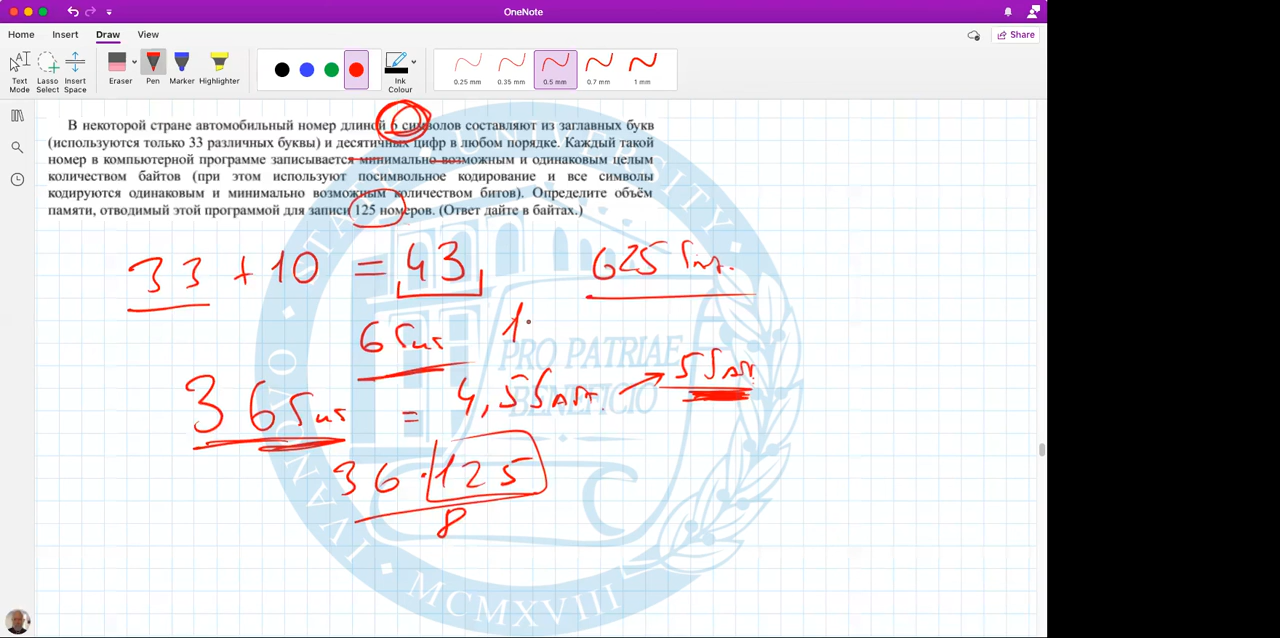 OneNote
Home Insert Draw View
Share
Text Mode
Lasso Select
Insert Space
Eraser
Pen
Marker
Highlighter
Ink Colour
0.25 mm
0.35 mm
0.5 mm
0.7 mm
1 mm
В некоторой стране автомобильный номер длиной 6 символов составляют из заглавных букв
(используются только 33 различных буквы) и десятичных цифр в любом порядке. Каждый такой
номер в компьютерной программе записывается минимально возможным и одинаковым целым
количеством байтов (при этом используют посимвольное кодирование и все символы
кодируются одинаковым и минимально возможным количеством битов). Определите объём
памяти, отводимый этой программой для записи 125 номеров. (Ответ дайте в байтах.)
33 + 10 = 43
625 байт.
6 бит 1
36 бит = 4,5 байт. → 5 байт.
36 · 125
8
PRO PATRIAE
BENEFICIO
MCMXVIII